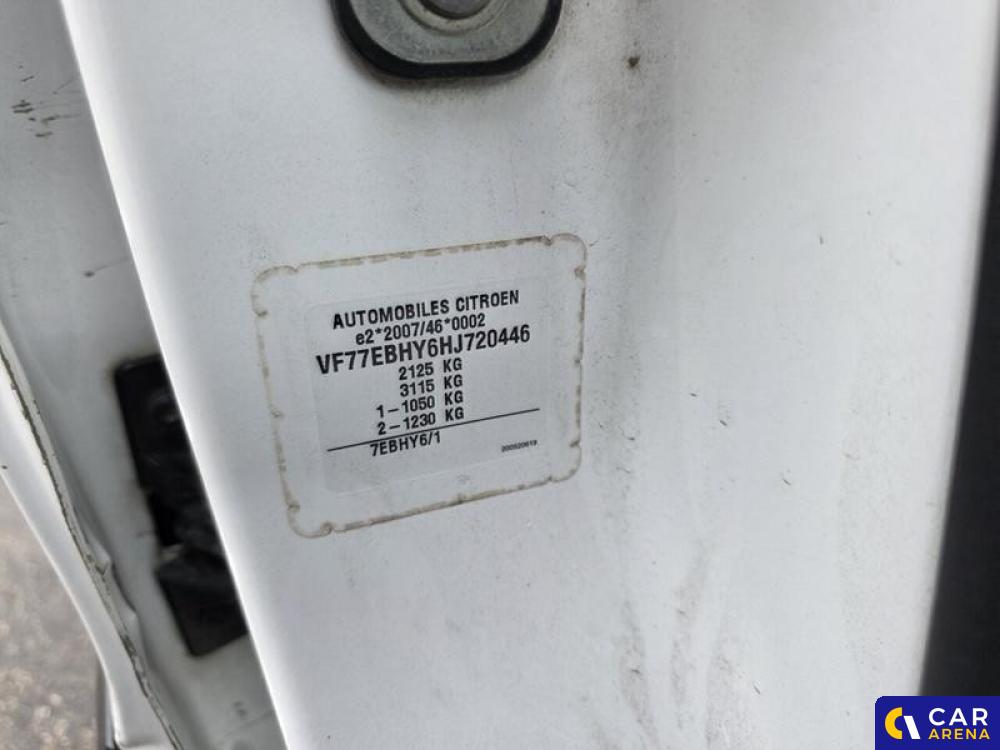 AUTOMOBILES CITROEN
e2*2007/46*0002
VF77EBHY6HJ720446
2125 KG
3115 KG
1-1050 KG
2-1230 KG
7EBHY6/1
200520619
CAR
ARENA